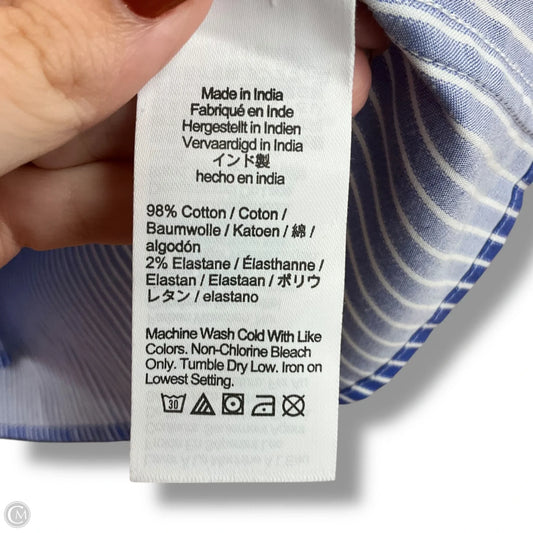 Made in India
Fabriqué en Inde
Hergestellt in Indien
Vervaardigd in India
インド製
hecho en india
98% Cotton / Coton /
Baumwolle / Katoen / 綿 /
algodón
2% Elastane / Élasthanne /
Elastan / Elastaan / ポリウ
レタン / elastano
Machine Wash Cold With Like
Colors. Non-Chlorine Bleach
Only. Tumble Dry Low. Iron on
Lowest Setting.
30
CM